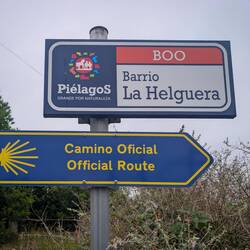 BOO
Barrio
La Helguera
PiélagoS
GRANDE POR NATURALEZA
Camino Oficial
Official Route